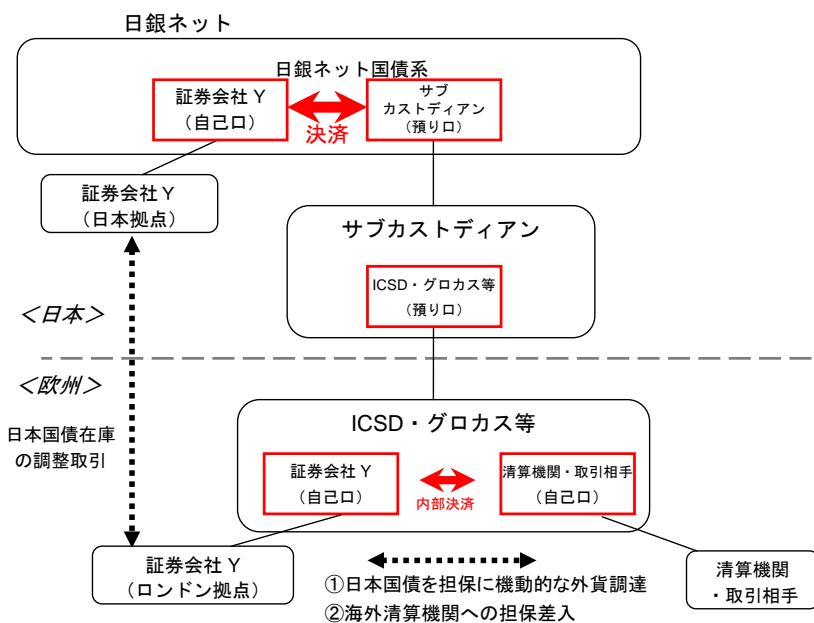 日銀ネット
日銀ネット国債系
証券会社Y
(自己口)
決済
サブ
カストディアン
(預り口)
証券会社Y
(日本拠点)
サブカストディアン
ICSD・グロカス等
(預り口)
＜日本＞
＜欧州＞
日本国債在庫
の調整取引
ICSD・グロカス等
証券会社Y
(自己口)
内部決済
清算機関・取引相手
(自己口)
証券会社Y
(ロンドン拠点)
①日本国債を担保に機動的な外貨調達
②海外清算機関への担保差入
清算機関
・取引相手